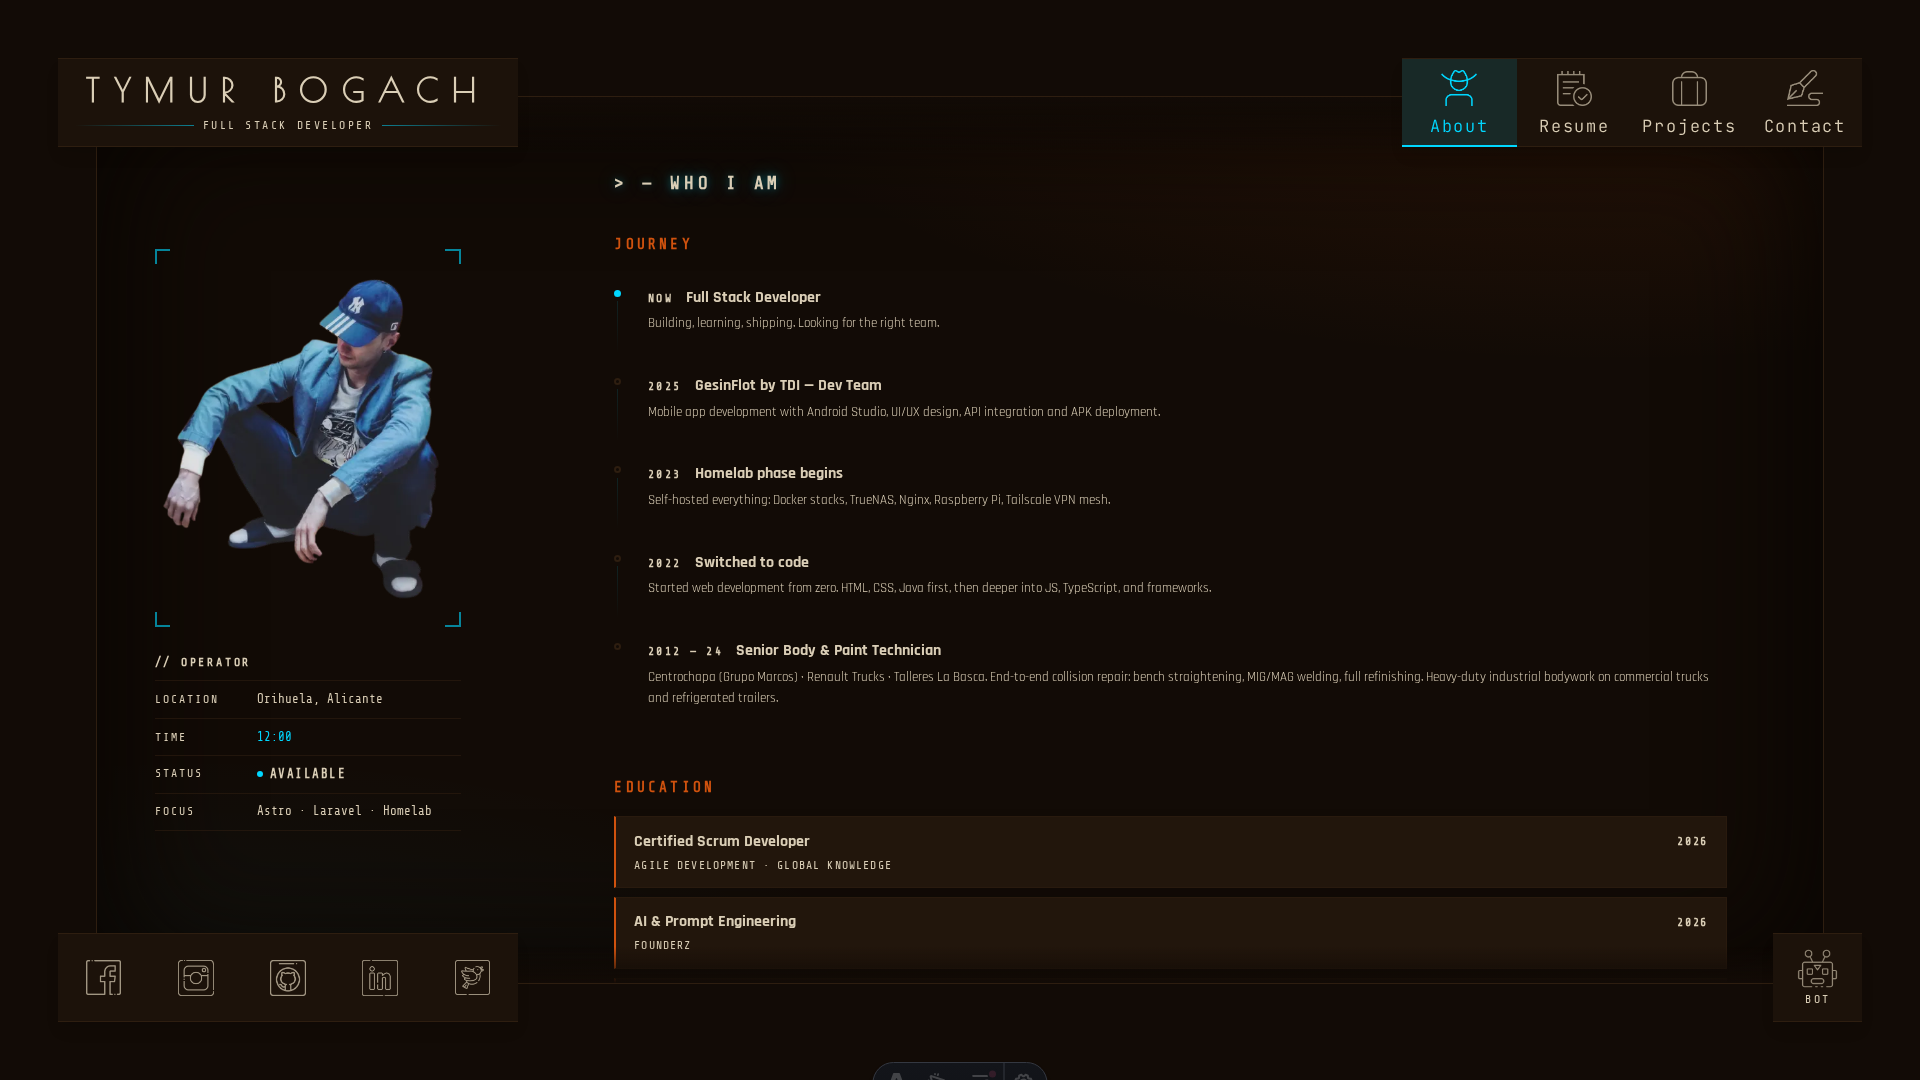 TYMUR BOGACH
FULL STACK DEVELOPER
About
Resume
Projects
Contact
> — WHO I AM
JOURNEY
NOW Full Stack Developer
Building, learning, shipping. Looking for the right team.
2025 GesinFlot by TDI — Dev Team
Mobile app development with Android Studio, UI/UX design, API integration and APK deployment.
2023 Homelab phase begins
Self-hosted everything: Docker stacks, TrueNAS, Nginx, Raspberry Pi, Tailscale VPN mesh.
2022 Switched to code
Started web development from zero. HTML, CSS, Java first, then deeper into JS, TypeScript, and frameworks.
2012 — 24 Senior Body & Paint Technician
Centrochapa (Grupo Marcos) · Renault Trucks · Talleres La Basca. End-to-end collision repair: bench straightening, MIG/MAG welding, full refinishing. Heavy-duty industrial bodywork on commercial trucks
and refrigerated trailers.
// OPERATOR
LOCATION Orihuela, Alicante
TIME 12:00
STATUS AVAILABLE
FOCUS Astro · Laravel · Homelab
EDUCATION
Certified Scrum Developer 2026
AGILE DEVELOPMENT · GLOBAL KNOWLEDGE
AI & Prompt Engineering 2026
FOUNDERZ
BOT